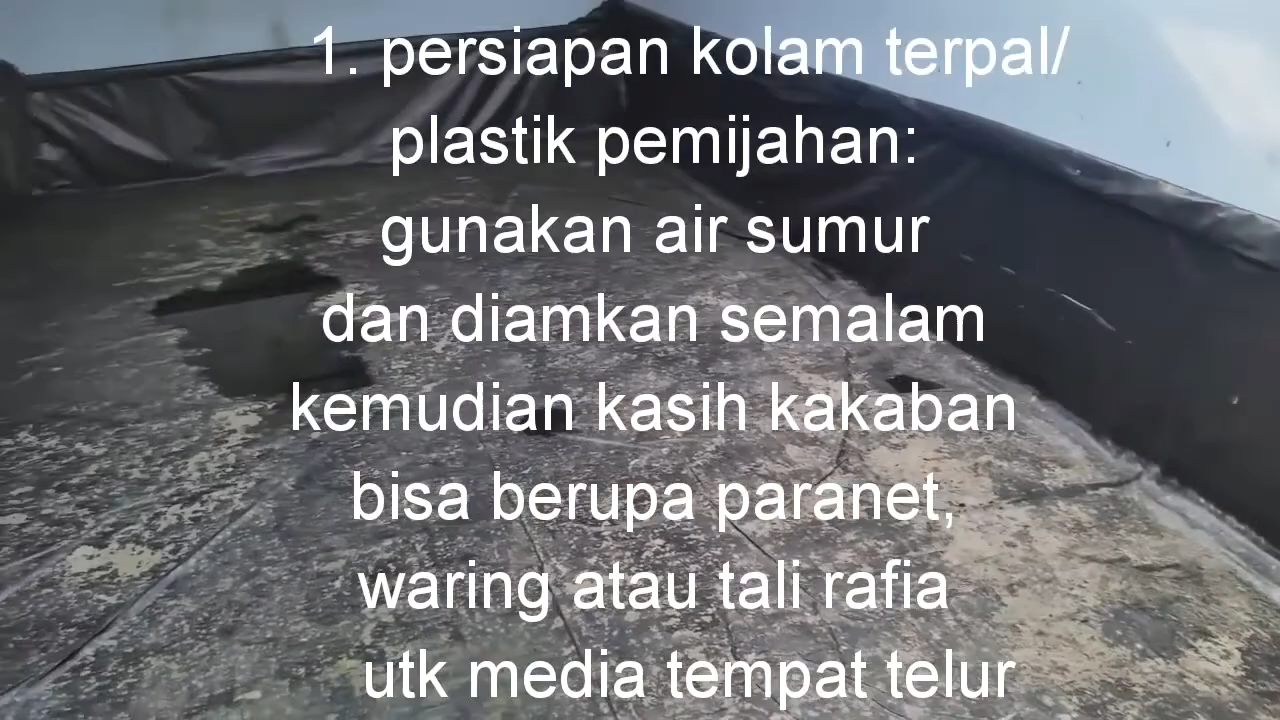 1. persiapan kolam terpal/
plastik pemijahan:
gunakan air sumur
dan diamkan semalam
kemudian kasih kakaban
bisa berupa paranet,
waring atau tali rafia
utk media tempat telur